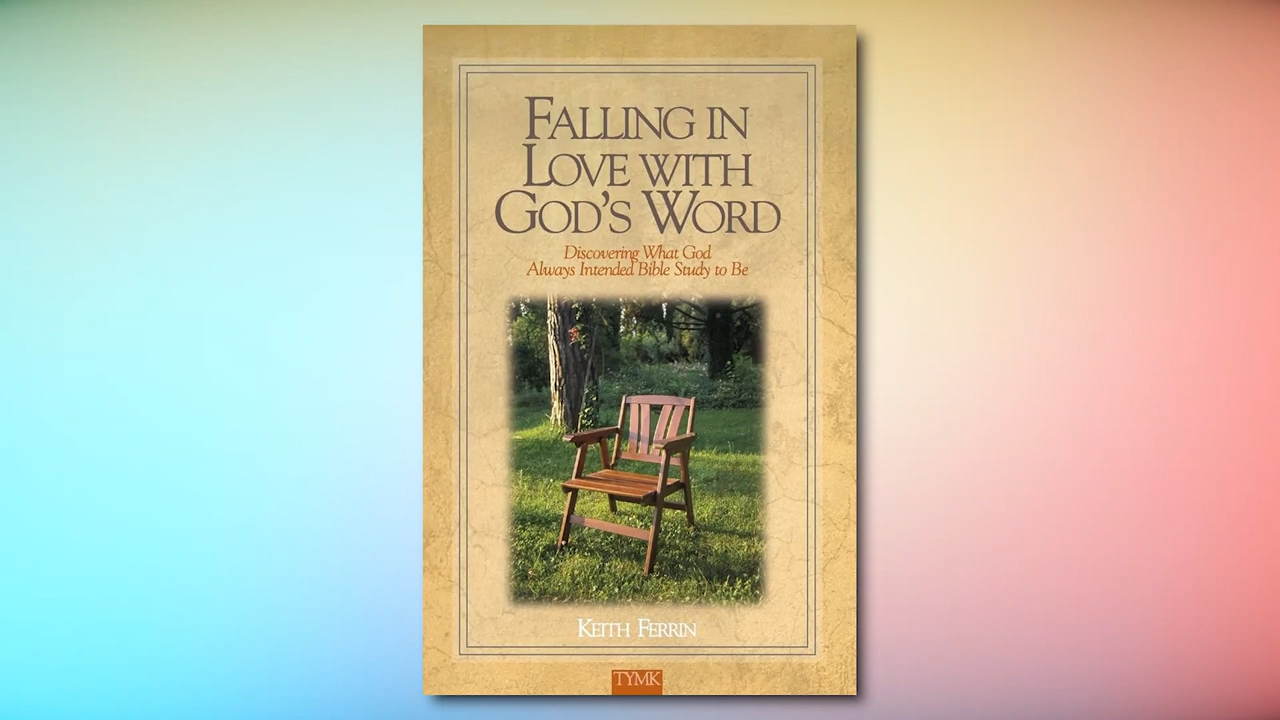 FALLING IN
LOVE WITH
GOD'S WORD
Discovering What God
Always Intended Bible Study to Be
KEITH FERRIN
TYMK